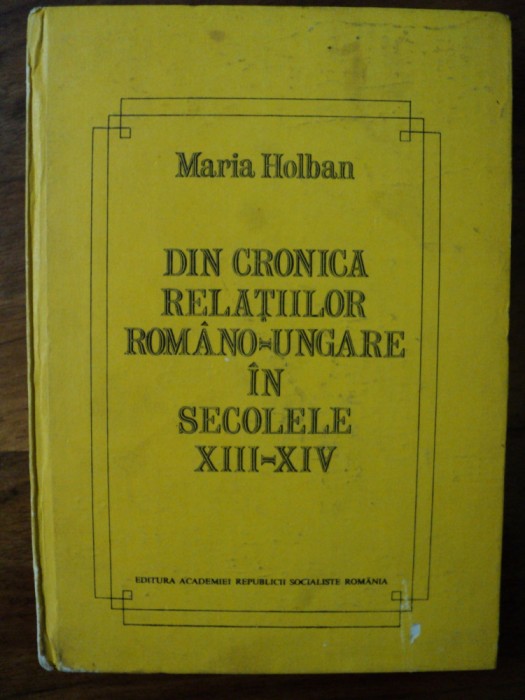 Maria Holban
DIN CRONICA
RELAȚIILOR
ROMÂNO-UNGARE
ÎN
SECOLELE
XIII-XIV
EDITURA ACADEMIEI REPUBLICII SOCIALISTE ROMÂNIA